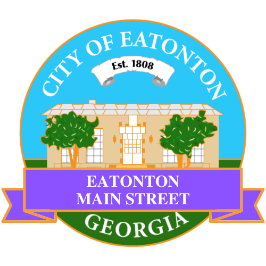 CITY OF EATONTON
Est. 1808
EATONTON
MAIN STREET
GEORGIA